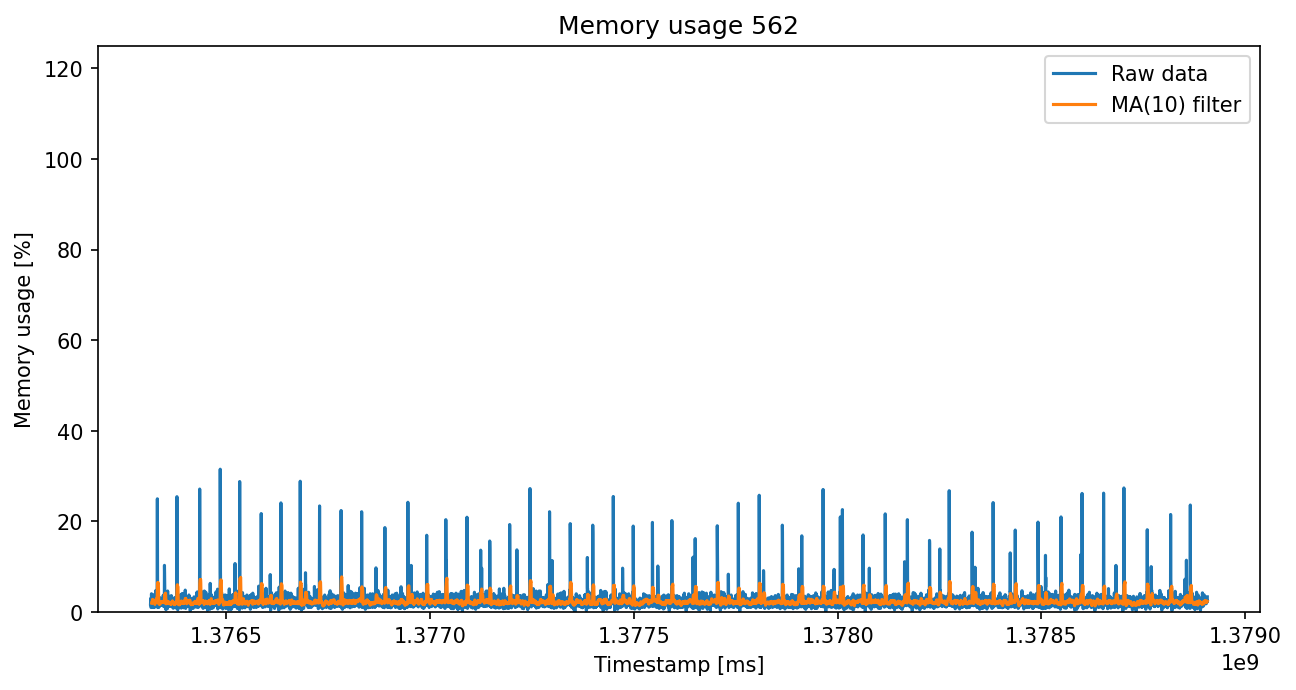 Memory usage 562
Raw data
MA(10) filter
Memory usage [%]
120
100
80
60
40
20
0
1.3765 1.3770 1.3775 1.3780 1.3785 1.3790
1e9
Timestamp [ms]